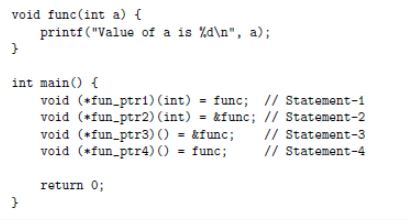 void func(int a) {
    printf("Value of a is %d\n", a);
}

int main() {
    void (*fun_ptr1)(int) = func;  // Statement-1
    void (*fun_ptr2)(int) = &func; // Statement-2
    void (*fun_ptr3)() = &func;    // Statement-3
    void (*fun_ptr4)() = func;     // Statement-4

    return 0;
}